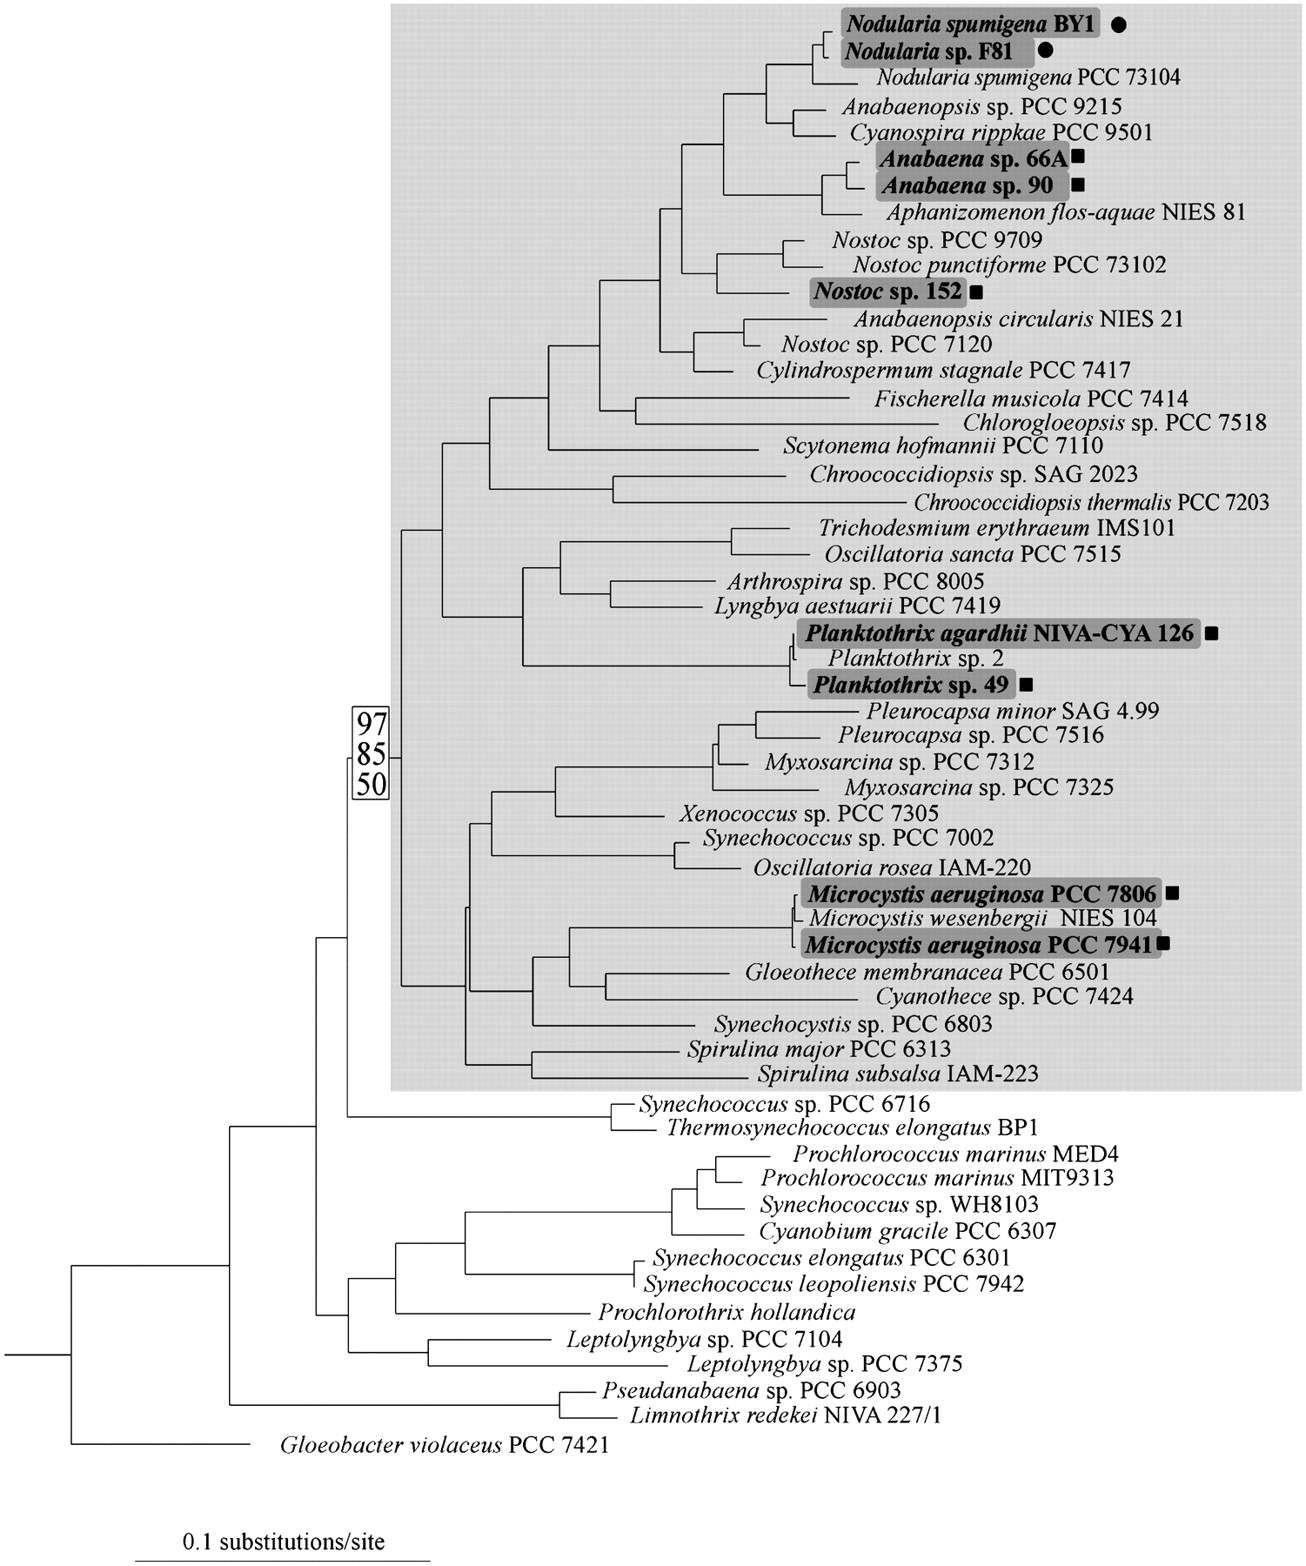 Nodularia spumigena BY1
Nodularia sp. F81
Nodularia spumigena PCC 73104
Anabaenopsis sp. PCC 9215
Cyanospira rippkae PCC 9501
Anabaena sp. 66A
Anabaena sp. 90
Aphanizomenon flos-aquae NIES 81
Nostoc sp. PCC 9709
Nostoc punctiforme PCC 73102
Nostoc sp. 152
Anabaenopsis circularis NIES 21
Nostoc sp. PCC 7120
Cylindrospermum stagnale PCC 7417
Fischerella musicola PCC 7414
Chlorogloeopsis sp. PCC 7518
Scytonema hofmannii PCC 7110
Chroococcidiopsis sp. SAG 2023
Chroococcidiopsis thermalis PCC 7203
Trichodesmium erythraeum IMS101
Oscillatoria sancta PCC 7515
Arthrospira sp. PCC 8005
Lyngbya aestuarii PCC 7419
Planktothrix agardhii NIVA-CYA 126
Planktothrix sp. 2
Planktothrix sp. 49
Pleurocapsa minor SAG 4.99
97
Pleurocapsa sp. PCC 7516
85
Myxosarcina sp. PCC 7312
50
Myxosarcina sp. PCC 7325
Xenococcus sp. PCC 7305
Synechococcus sp. PCC 7002
Oscillatoria rosea IAM-220
Microcystis aeruginosa PCC 7806
Microcystis wesenbergii NIES 104
Microcystis aeruginosa PCC 7941
Gloeothece membranacea PCC 6501
Cyanothece sp. PCC 7424
Synechocystis sp. PCC 6803
Spirulina major PCC 6313
Spirulina subsalsa IAM-223
Synechococcus sp. PCC 6716
Thermosynechococcus elongatus BP1
Prochlorococcus marinus MED4
Prochlorococcus marinus MIT9313
Synechococcus sp. WH8103
Cyanobium gracile PCC 6307
Synechococcus elongatus PCC 6301
Synechococcus leopoliensis PCC 7942
Prochlorothrix hollandica
Leptolyngbya sp. PCC 7104
Leptolyngbya sp. PCC 7375
Pseudanabaena sp. PCC 6903
Limnothrix redekei NIVA 227/1
Gloeobacter violaceus PCC 7421
0.1 substitutions/site